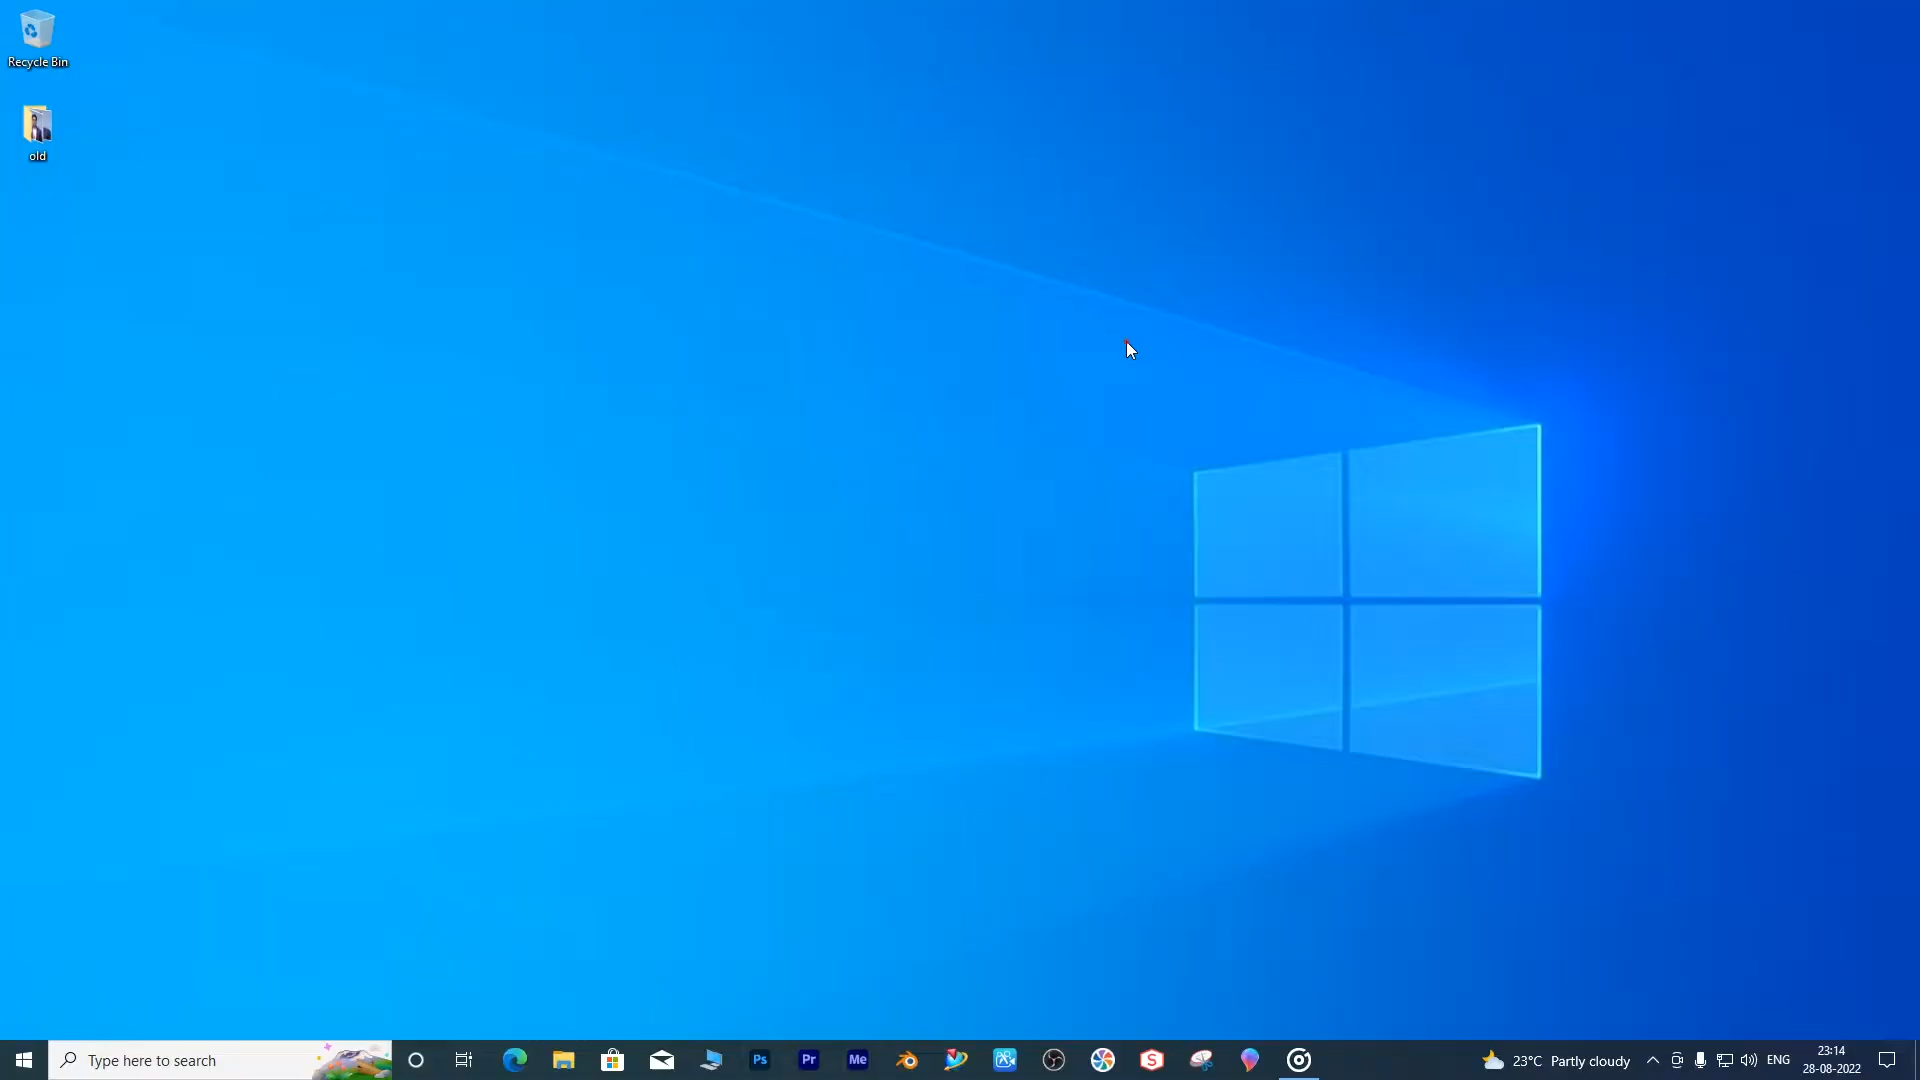 Recycle Bin
old
Type here to search
Ps
Pr
Me
S
23°C Partly cloudy
ENG
23:14
28-08-2022